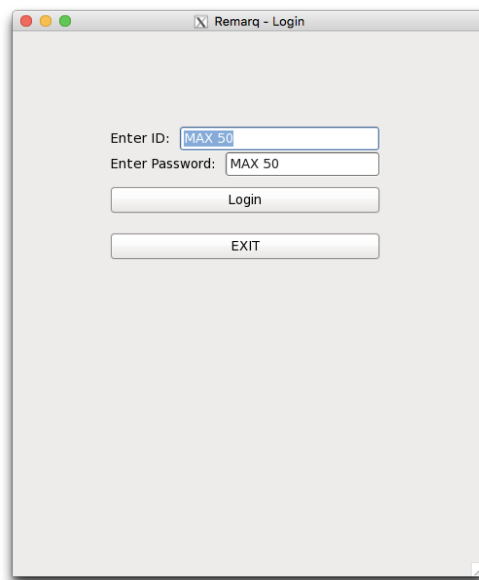 Remarq - Login
Enter ID: MAX 50
Enter Password: MAX 50
Login
EXIT